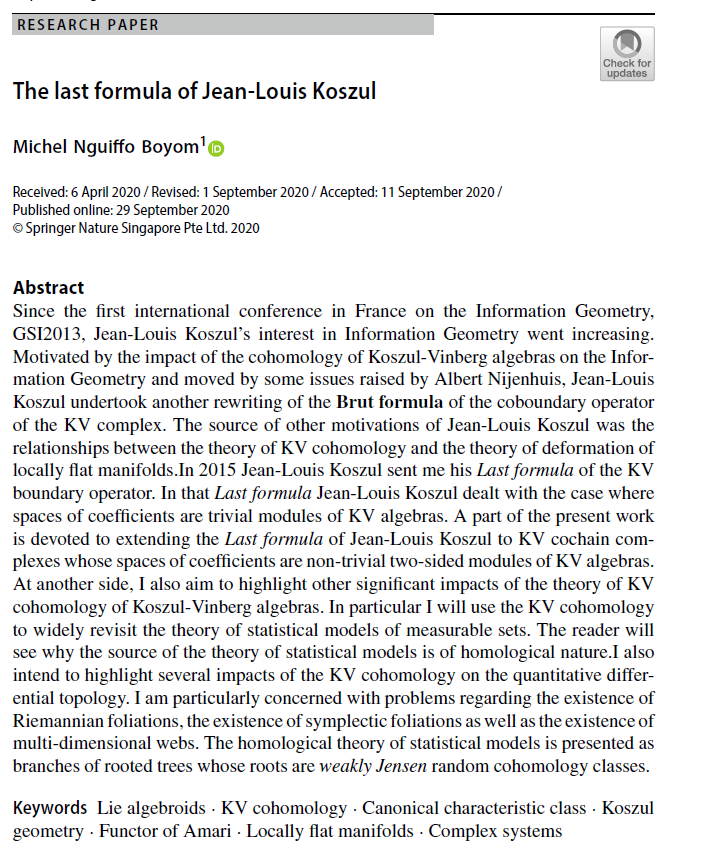 RESEARCH PAPER
Check for
updates
The last formula of Jean-Louis Koszul
Michel Nguiffo Boyom1 iD
Received: 6 April 2020 / Revised: 1 September 2020 / Accepted: 11 September 2020 /
Published online: 29 September 2020
© Springer Nature Singapore Pte Ltd. 2020
Abstract
Since the first international conference in France on the Information Geometry,
GSI2013, Jean-Louis Koszul's interest in Information Geometry went increasing.
Motivated by the impact of the cohomology of Koszul-Vinberg algebras on the Infor-
mation Geometry and moved by some issues raised by Albert Nijenhuis, Jean-Louis
Koszul undertook another rewriting of the Brut formula of the coboundary operator
of the KV complex. The source of other motivations of Jean-Louis Koszul was the
relationships between the theory of KV cohomology and the theory of deformation of
locally flat manifolds.In 2015 Jean-Louis Koszul sent me his Last formula of the KV
boundary operator. In that Last formula Jean-Louis Koszul dealt with the case where
spaces of coefficients are trivial modules of KV algebras. A part of the present work
is devoted to extending the Last formula of Jean-Louis Koszul to KV cochain com-
plexes whose spaces of coefficients are non-trivial two-sided modules of KV algebras.
At another side, I also aim to highlight other significant impacts of the theory of KV
cohomology of Koszul-Vinberg algebras. In particular I will use the KV cohomology
to widely revisit the theory of statistical models of measurable sets. The reader will
see why the source of the theory of statistical models is of homological nature.I also
intend to highlight several impacts of the KV cohomology on the quantitative differ-
ential topology. I am particularly concerned with problems regarding the existence of
Riemannian foliations, the existence of symplectic foliations as well as the existence of
multi-dimensional webs. The homological theory of statistical models is presented as
branches of rooted trees whose roots are weakly Jensen random cohomology classes.
Keywords Lie algebroids · KV cohomology · Canonical characteristic class · Koszul
geometry · Functor of Amari · Locally flat manifolds · Complex systems